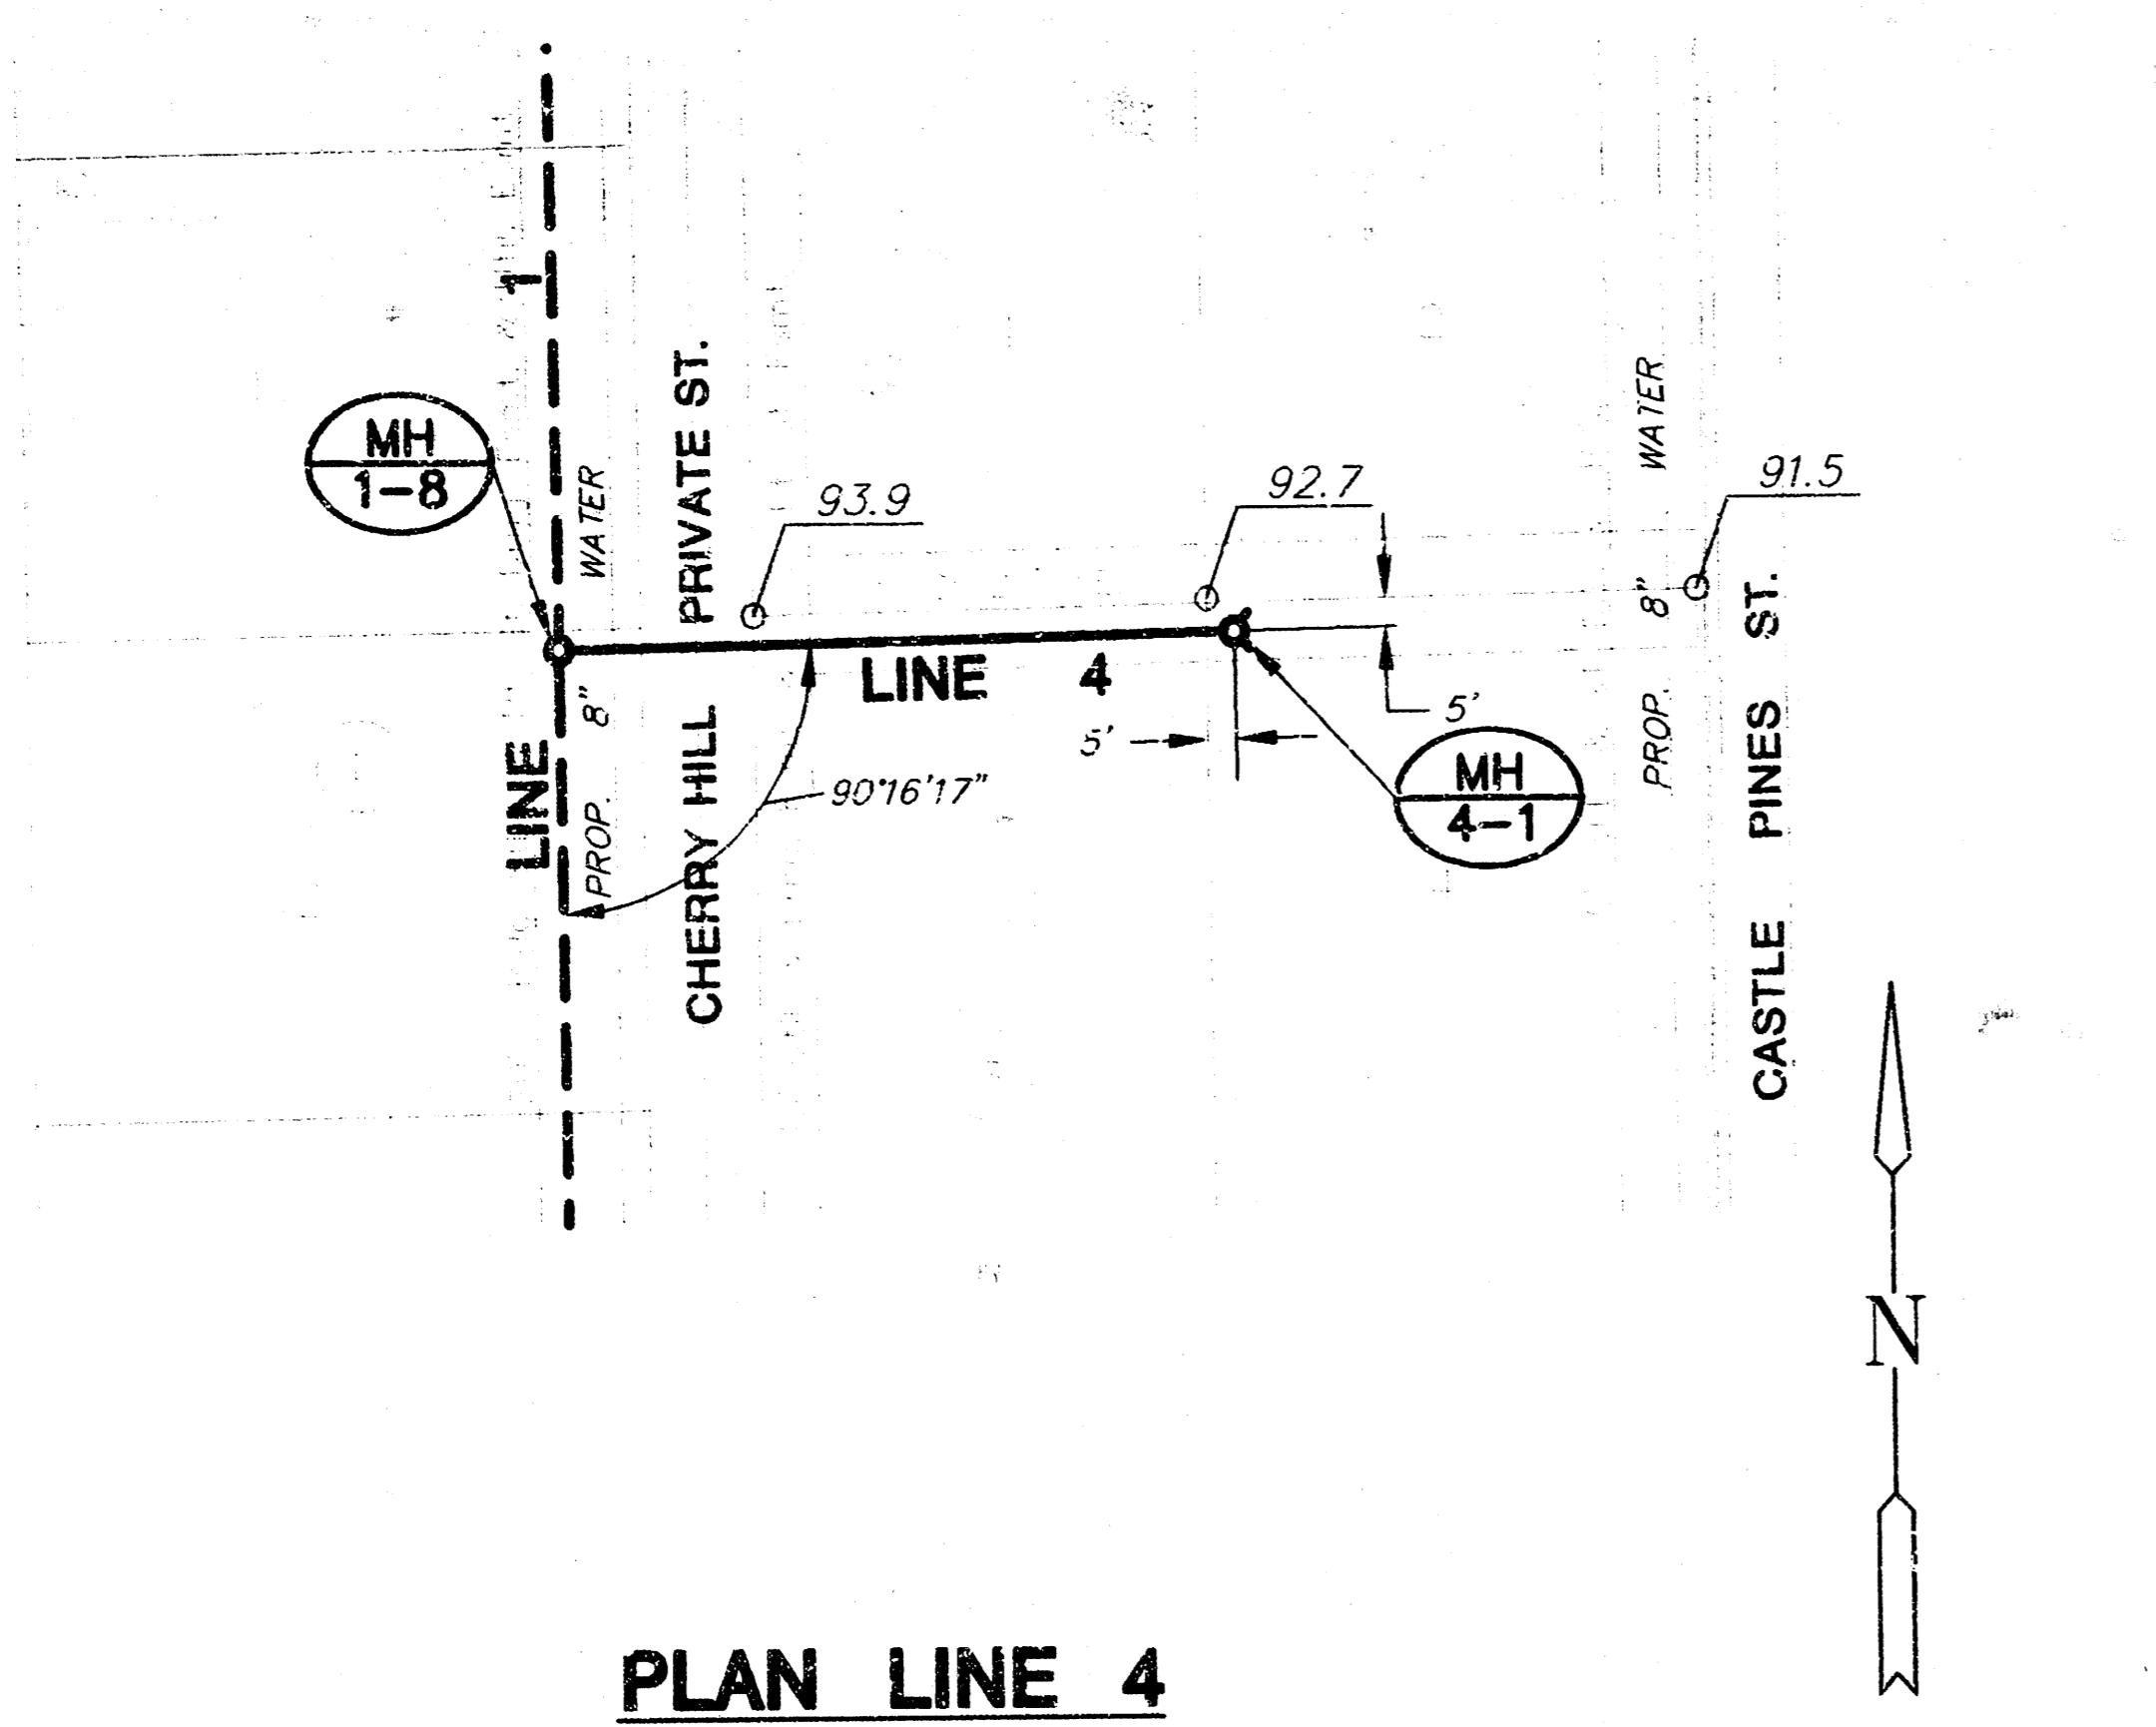 LINE 1
MH
1-8
PROP. 8" WATER
CHERRY HILL PRIVATE ST.
93.9
92.7
91.5
LINE 4
5'
5'
90°16'17"
MH
4-1
PROP. 8" WATER
CASTLE PINES ST.
N
PLAN LINE 4